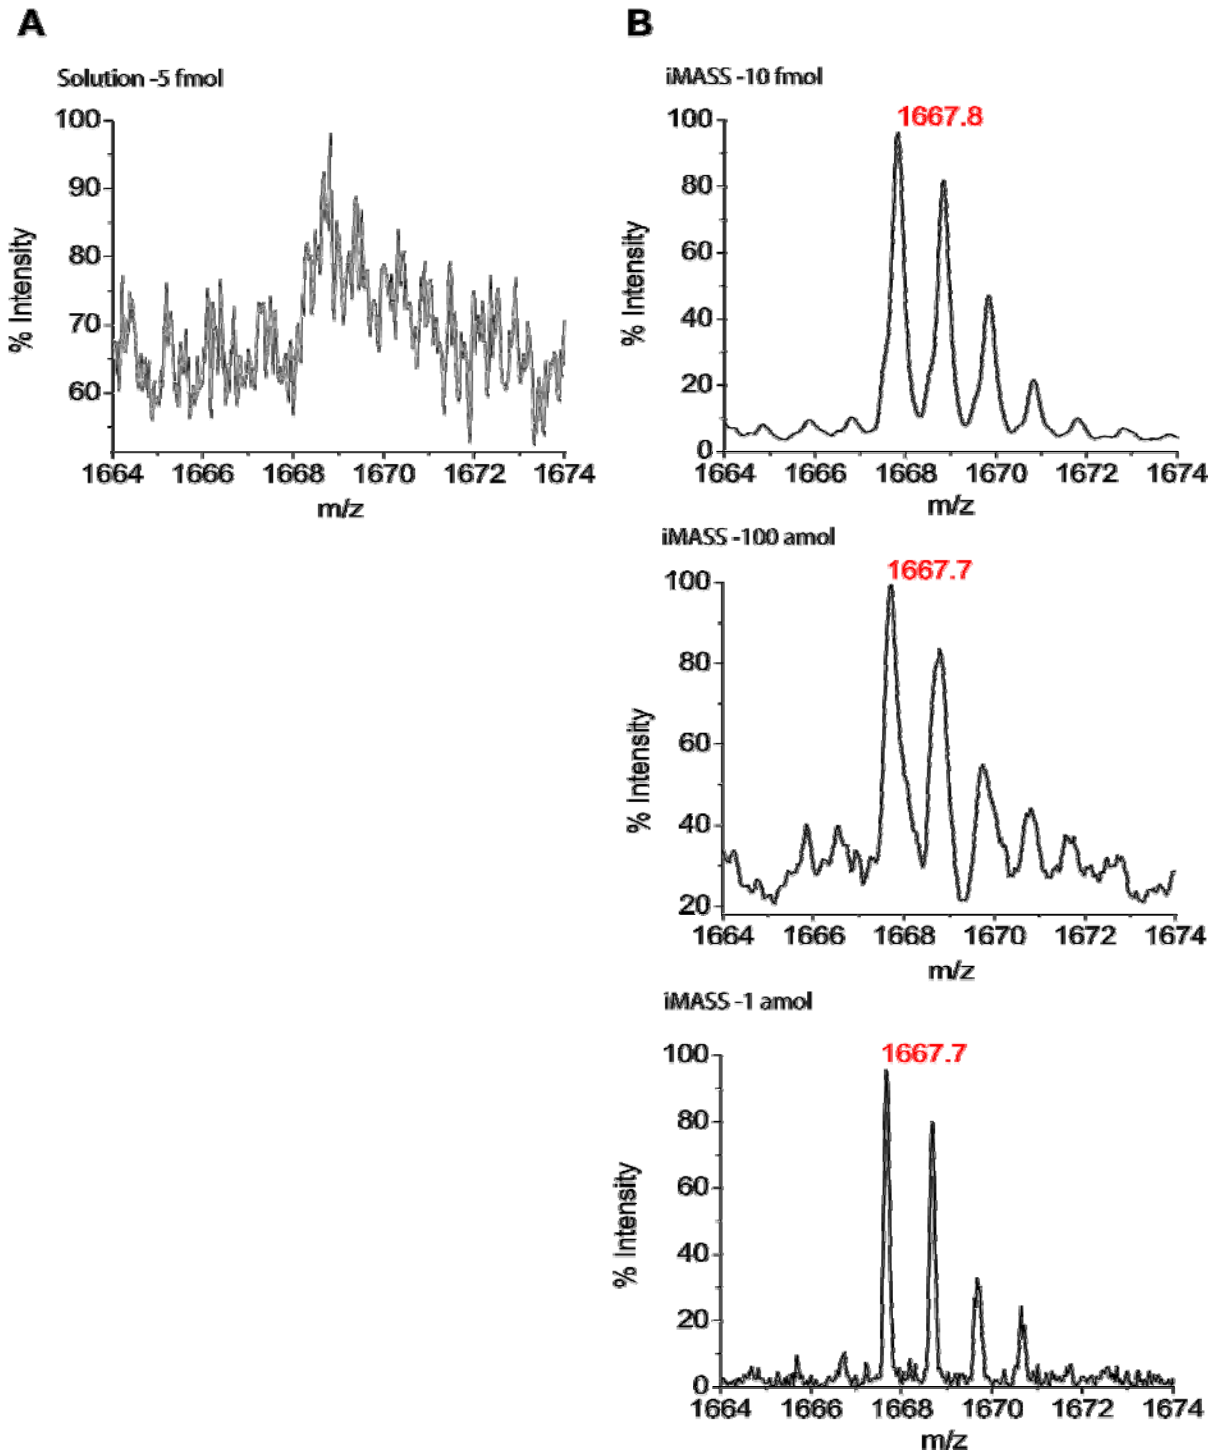 A
Solution -5 fmol
100
90
80
70
60
% Intensity
1664 1666 1668 1670 1672 1674
m/z
B
iMASS -10 fmol
1667.8
100
80
60
40
20
0
% Intensity
1664 1666 1668 1670 1672 1674
m/z
iMASS -100 amol
1667.7
100
80
60
40
20
% Intensity
1664 1666 1668 1670 1672 1674
m/z
iMASS -1 amol
1667.7
100
80
60
40
20
0
% Intensity
1664 1666 1668 1670 1672 1674
m/z